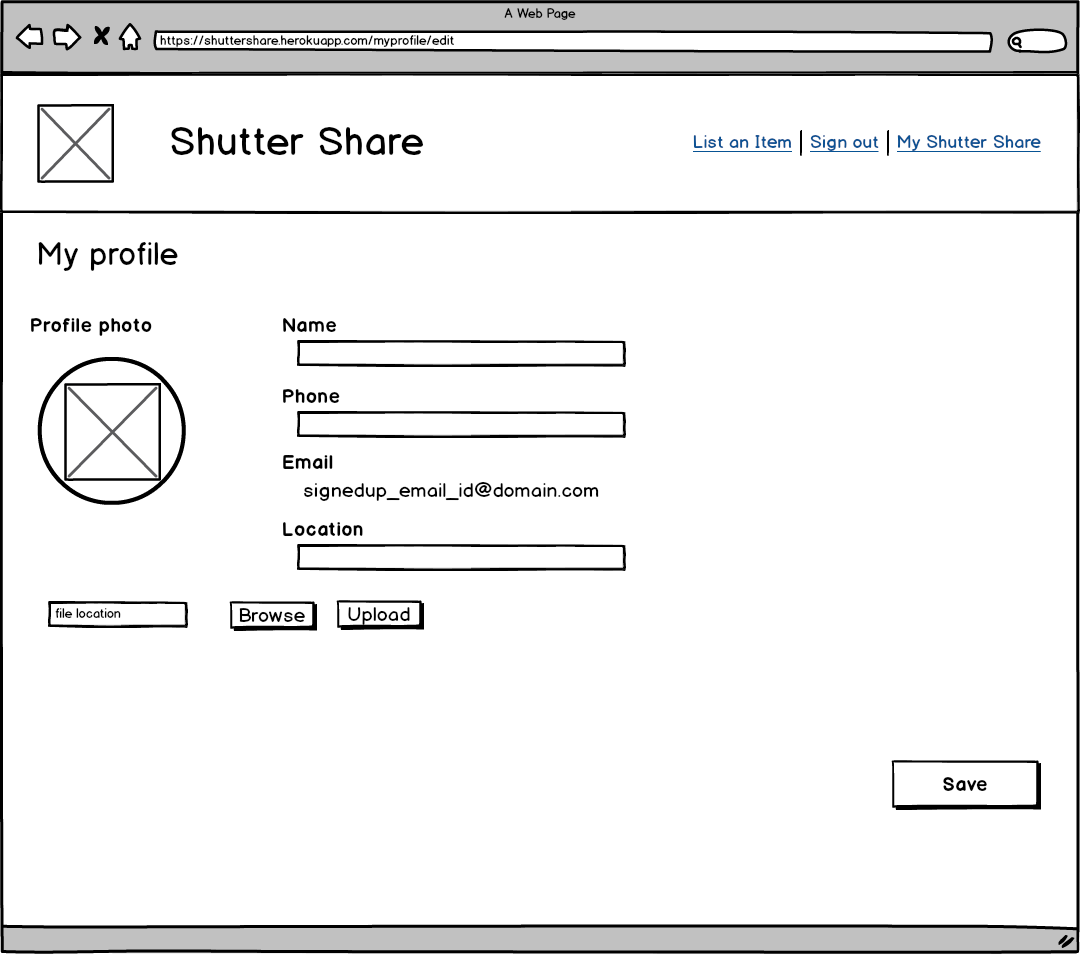 A Web Page
https://shuttershare.herokuapp.com/myprofile/edit
Shutter Share
List an Item | Sign out | My Shutter Share
My profile
Profile photo
Name
Phone
Email
signedup_email_id@domain.com
Location
file location
Browse
Upload
Save